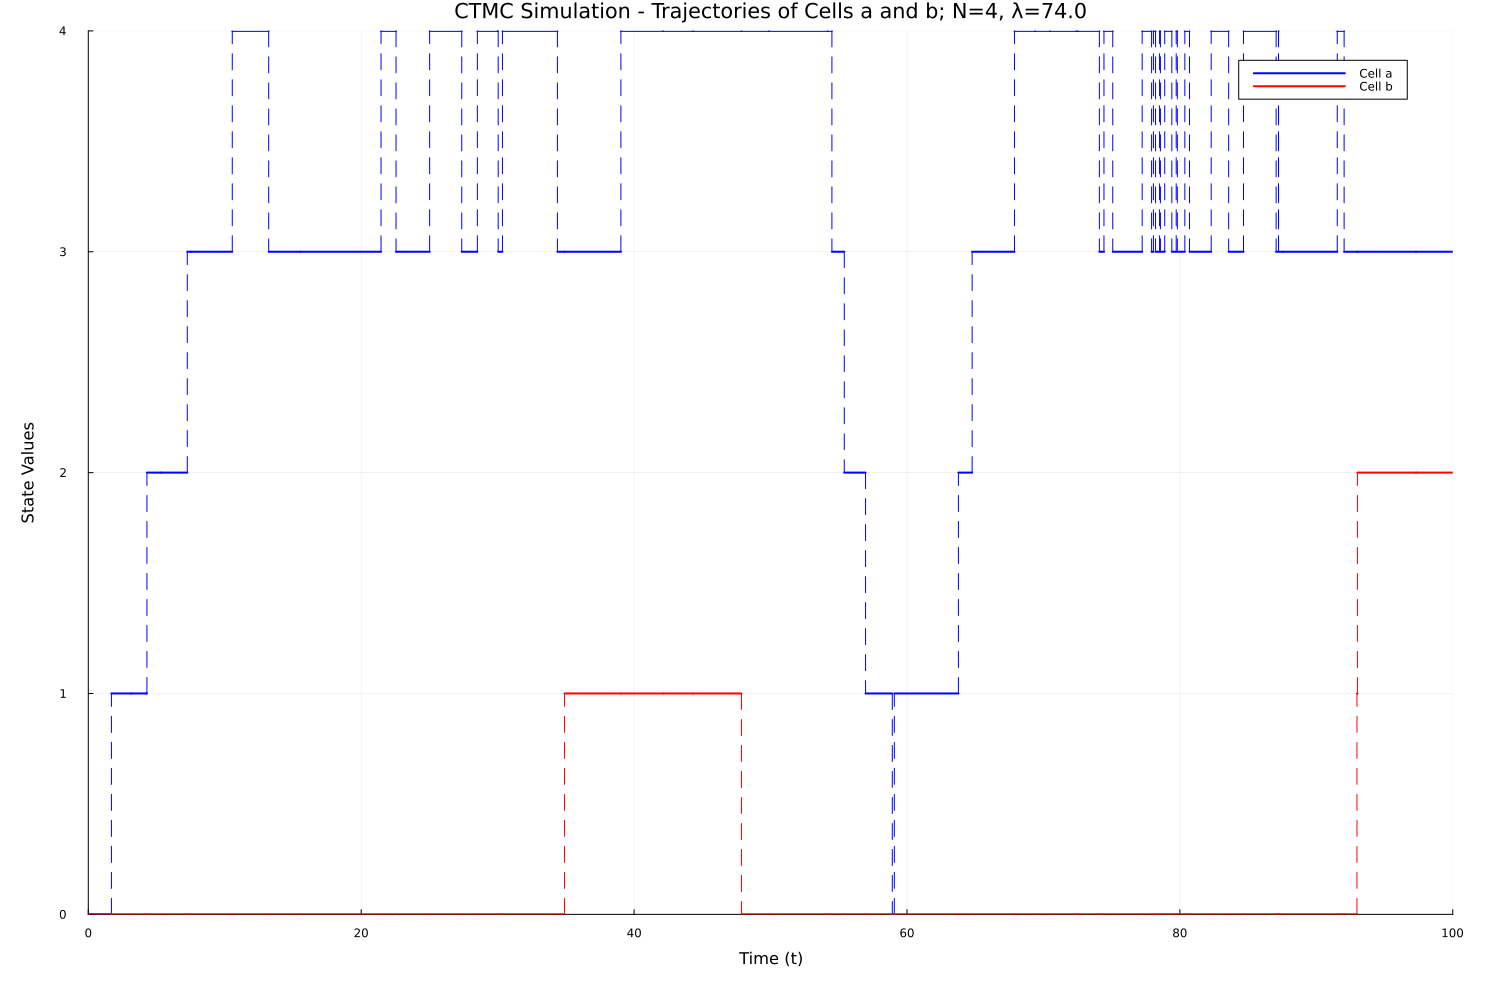 CTMC Simulation - Trajectories of Cells a and b; N=4, λ=74.0
4
Cell a
Cell b
3
State Values
2
1
0
0 20 40 60 80 100
Time (t)